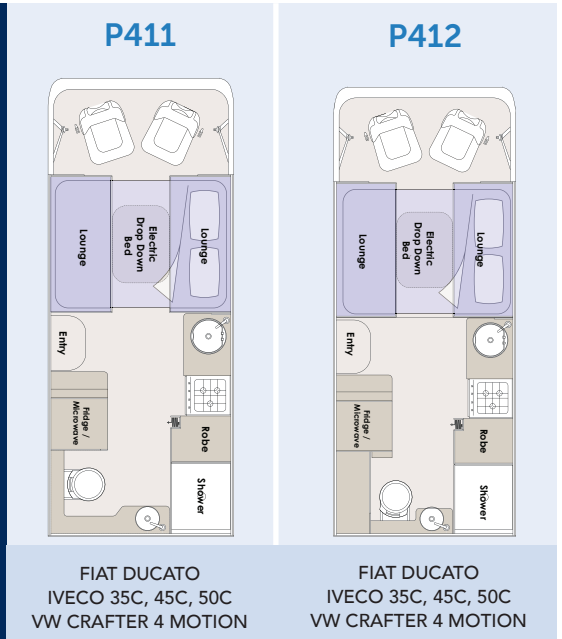 P411
Lounge
Electric
Drop Down
Bed
Lounge
Entry
Fridge /
Microwave
Robe
Shower
FIAT DUCATO
IVECO 35C, 45C, 50C
VW CRAFTER 4 MOTION
P412
Lounge
Electric
Drop Down
Bed
Lounge
Entry
Fridge /
Microwave
Robe
Shower
FIAT DUCATO
IVECO 35C, 45C, 50C
VW CRAFTER 4 MOTION